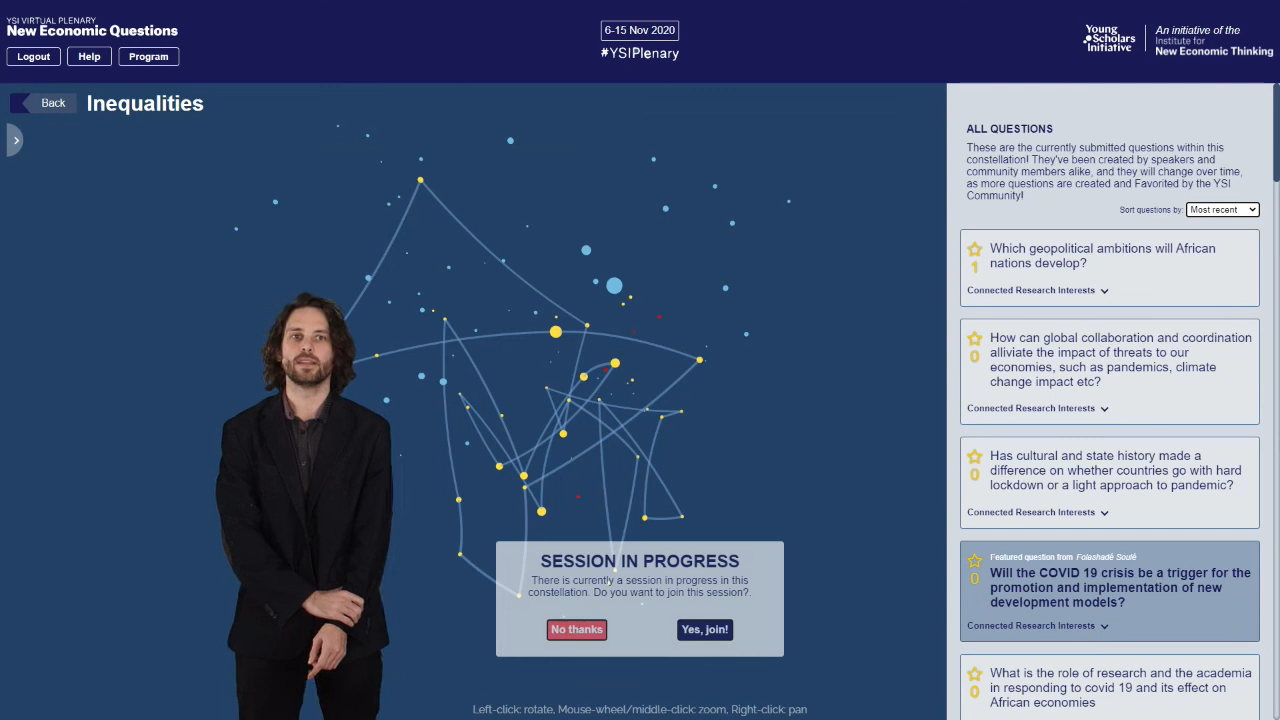 YSI VIRTUAL PLENARY
New Economic Questions
Logout
Help
Program
6-15 Nov 2020
#YSIPlenary
Young
Scholars
Initiative
An initiative of the
Institute for
New Economic Thinking
Back
Inequalities
ALL QUESTIONS
These are the currently submitted questions within this
constellation! They've been created by speakers and
community members alike, and they will change over time,
as more questions are created and Favorited by the YSI
Community!
Sort questions by:
Most recent
1
Which geopolitical ambitions will African
nations develop?
Connected Research Interests
0
How can global collaboration and coordination
alliviate the impact of threats to our
economies, such as pandemics, climate
change impact etc?
Connected Research Interests
0
Has cultural and state history made a
difference on whether countries go with hard
lockdown or a light approach to pandemic?
Connected Research Interests
Featured question from Folashadé Soulé
0
Will the COVID 19 crisis be a trigger for the
promotion and implementation of new
development models?
Connected Research Interests
0
What is the role of research and the academia
in responding to covid 19 and its effect on
African economies
SESSION IN PROGRESS
There is currently a session in progress in this
constellation. Do you want to join this session?.
No thanks
Yes, join!
Left-click: rotate, Mouse-wheel/middle-click: zoom, Right-click: pan